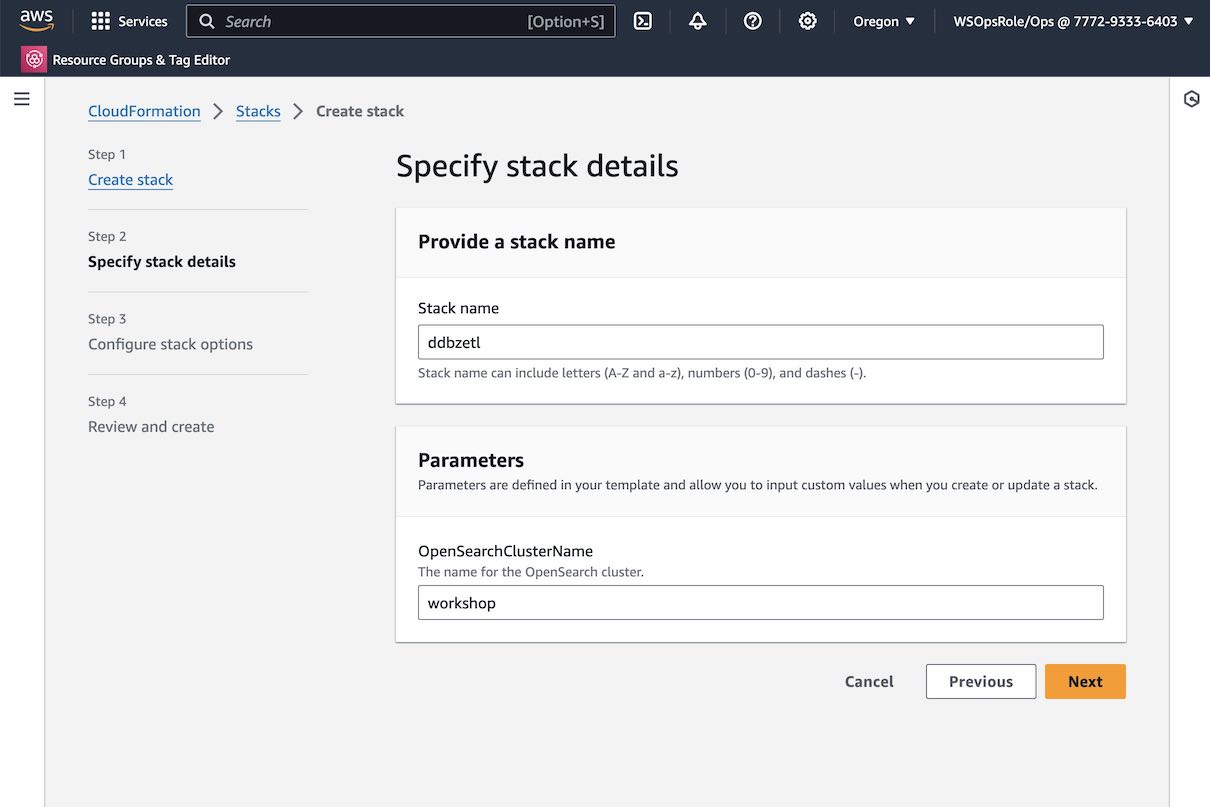 aws
Services
Search
[Option+S]
Oregon
WSOpsRole/Ops @ 7772-9333-6403
Resource Groups & Tag Editor
CloudFormation
Stacks
Create stack
Step 1
Create stack
Step 2
Specify stack details
Step 3
Configure stack options
Step 4
Review and create
Specify stack details
Provide a stack name
Stack name
ddbzetl
Stack name can include letters (A-Z and a-z), numbers (0-9), and dashes (-).
Parameters
Parameters are defined in your template and allow you to input custom values when you create or update a stack.
OpenSearchClusterName
The name for the OpenSearch cluster.
workshop
Cancel
Previous
Next